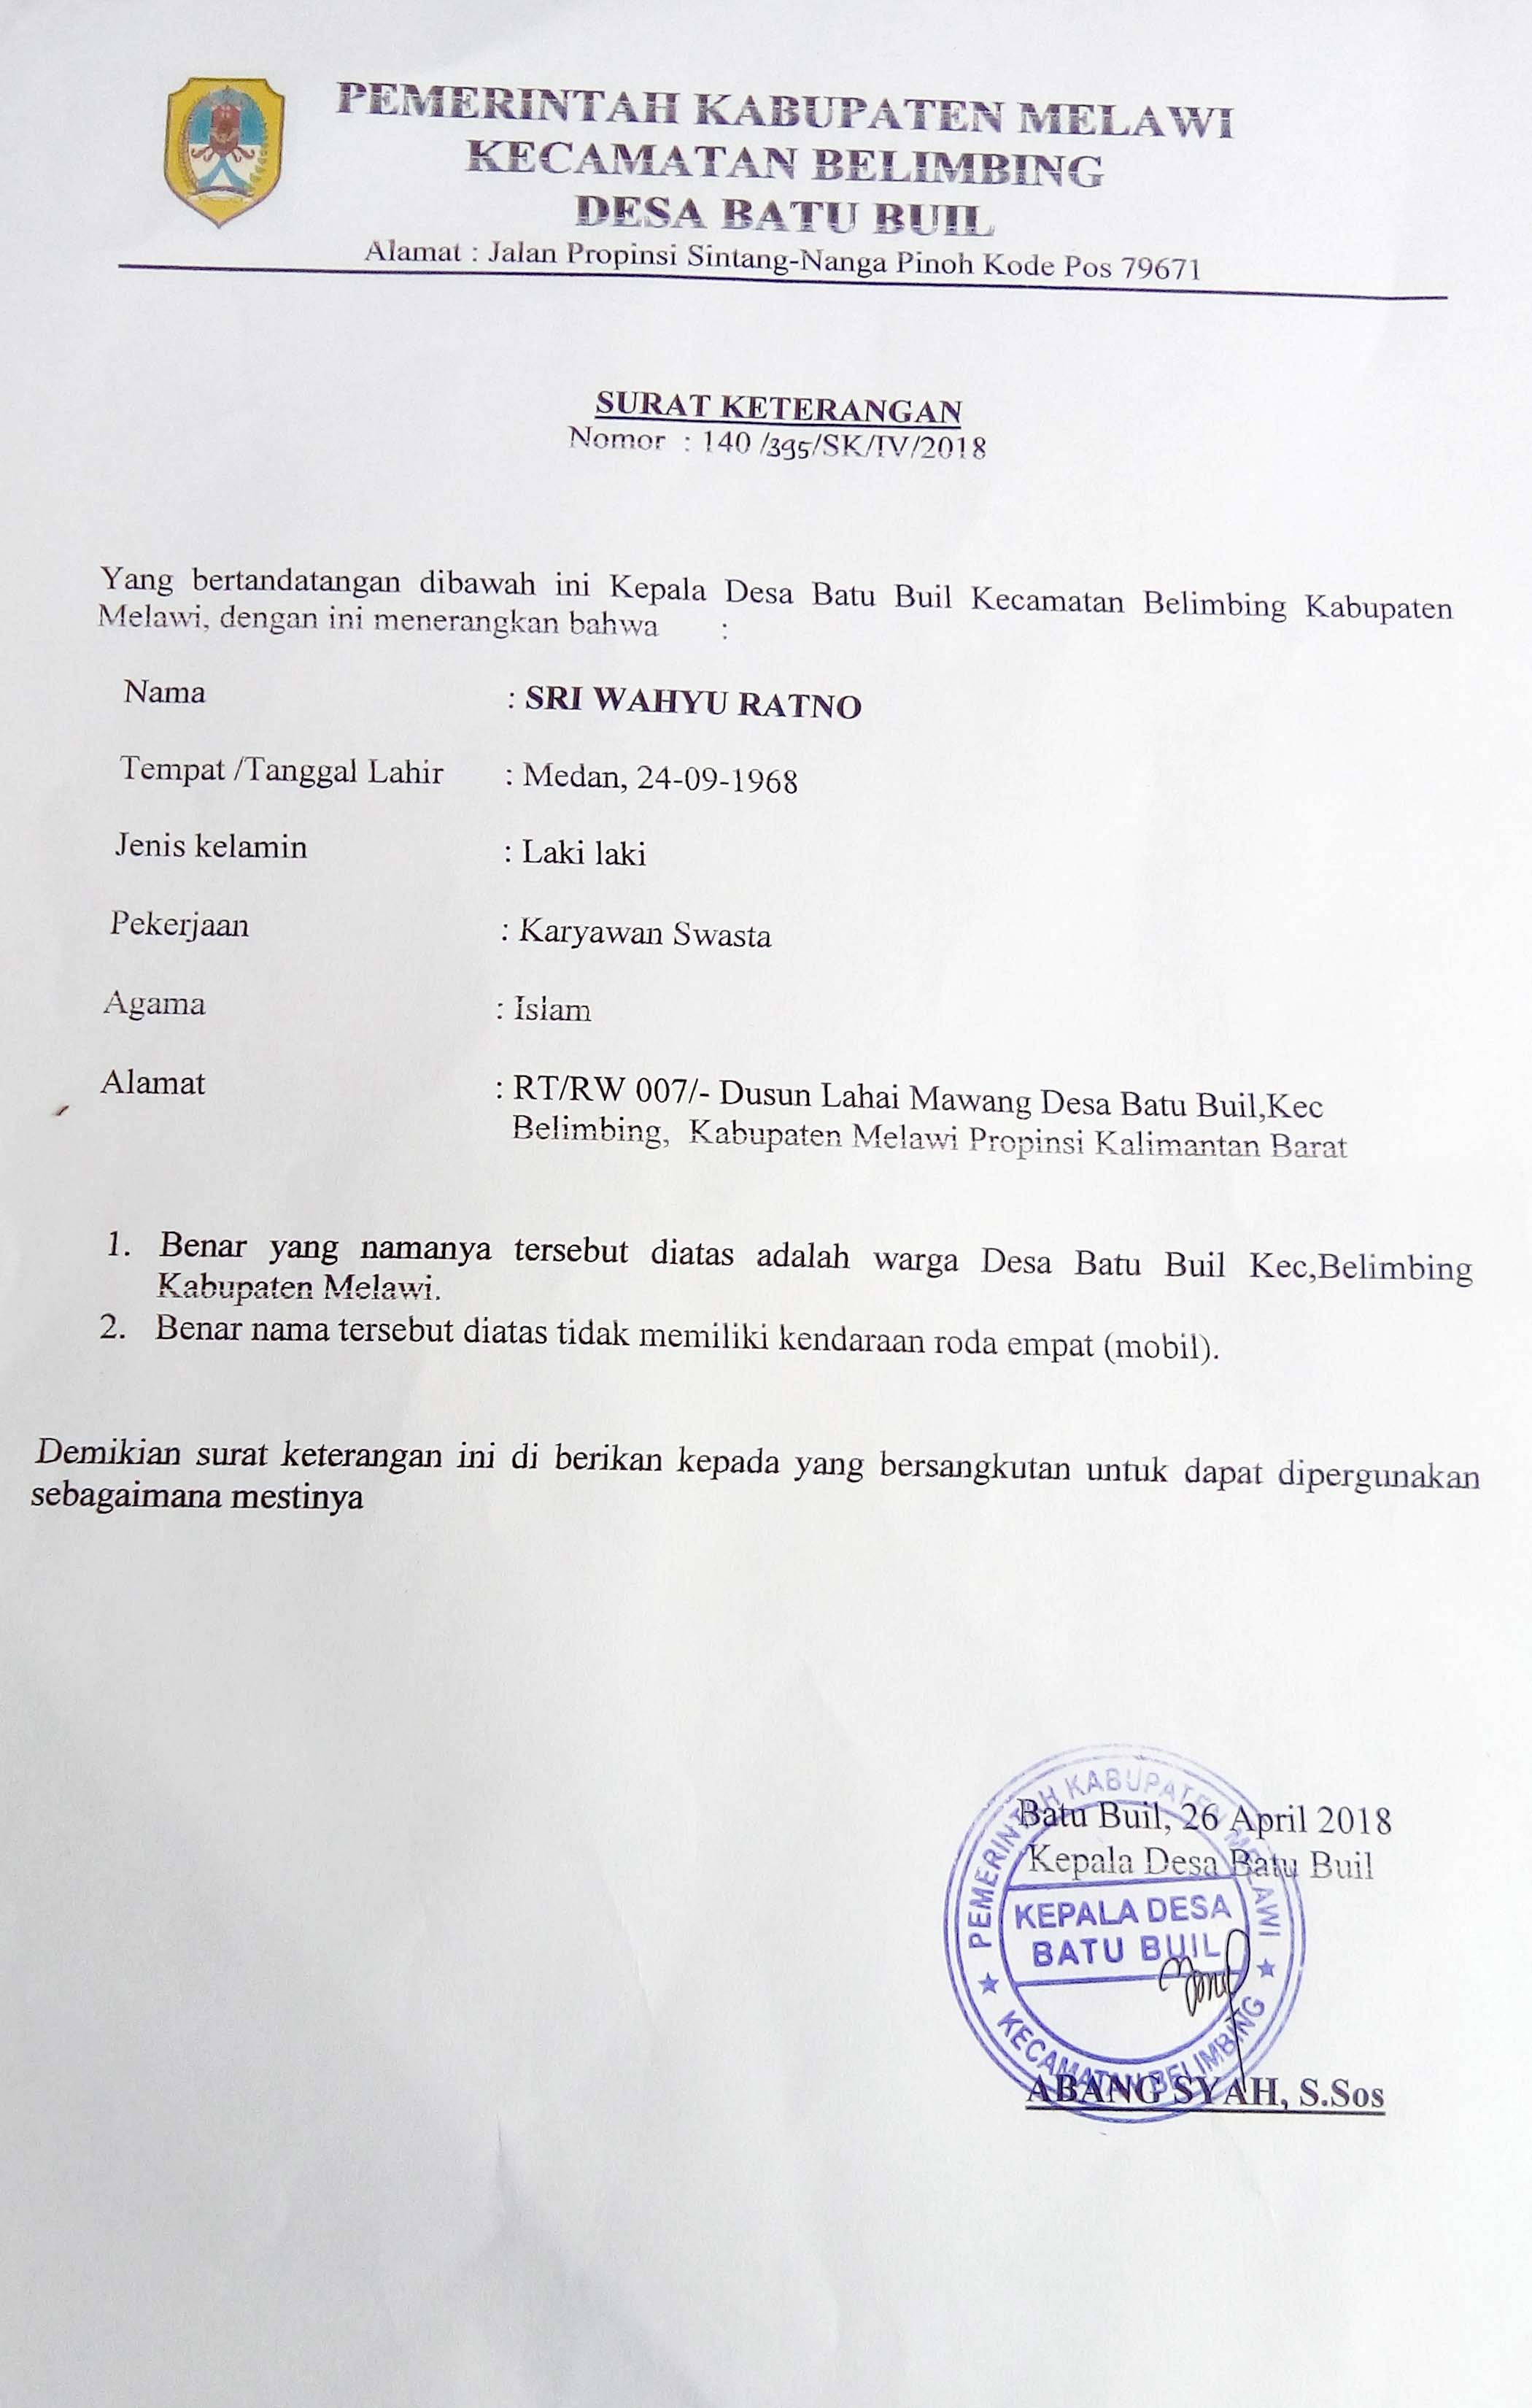 PEMERINTAH KABUPATEN MELAWI
KECAMATAN BELIMBING
DESA BATU BUIL
Alamat : Jalan Propinsi Sintang-Nanga Pinoh Kode Pos 79671
SURAT KETERANGAN
Nomor : 140 /395/SK/IV/2018
Yang bertandatangan dibawah ini Kepala Desa Batu Buil Kecamatan Belimbing Kabupaten
Melawi, dengan ini menerangkan bahwa :
Nama : SRI WAHYU RATNO
Tempat /Tanggal Lahir : Medan, 24-09-1968
Jenis kelamin : Laki laki
Pekerjaan : Karyawan Swasta
Agama : Islam
Alamat : RT/RW 007/- Dusun Lahai Mawang Desa Batu Buil,Kec
Belimbing, Kabupaten Melawi Propinsi Kalimantan Barat
1. Benar yang namanya tersebut diatas adalah warga Desa Batu Buil Kec,Belimbing
Kabupaten Melawi.
2. Benar nama tersebut diatas tidak memiliki kendaraan roda empat (mobil).
Demikian surat keterangan ini di berikan kepada yang bersangkutan untuk dapat dipergunakan
sebagaimana mestinya
Batu Buil, 26 April 2018
Kepala Desa Batu Buil
PEMERINTAH KABUPATEN MELAWI
KEPALA DESA
BATU BUIL
KECAMATAN BELIMBING
ABANG SYAH, S.Sos